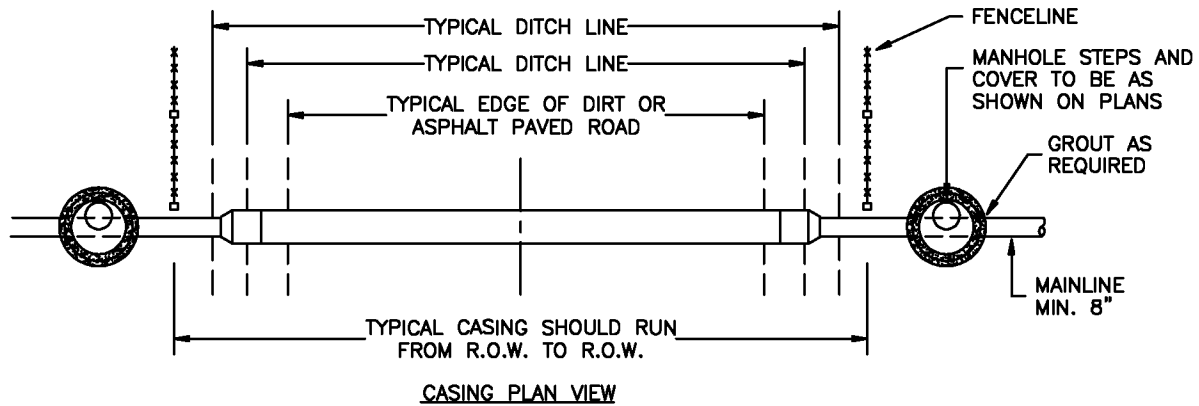 TYPICAL DITCH LINE
FENCELINE
TYPICAL DITCH LINE
MANHOLE STEPS AND
COVER TO BE AS
SHOWN ON PLANS
TYPICAL EDGE OF DIRT OR
ASPHALT PAVED ROAD
GROUT AS
REQUIRED
MAINLINE
MIN. 8"
TYPICAL CASING SHOULD RUN
FROM R.O.W. TO R.O.W.
CASING PLAN VIEW